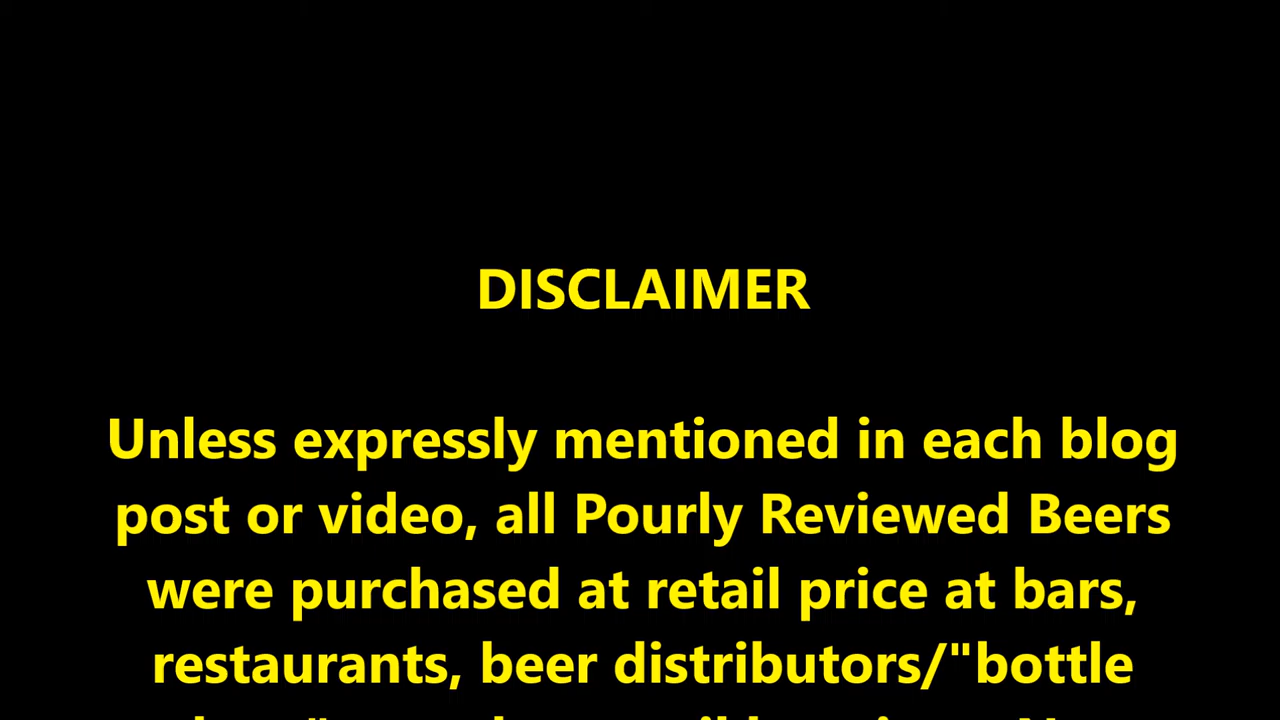 DISCLAIMER
Unless expressly mentioned in each blog
post or video, all Pourly Reviewed Beers
were purchased at retail price at bars,
restaurants, beer distributors/"bottle